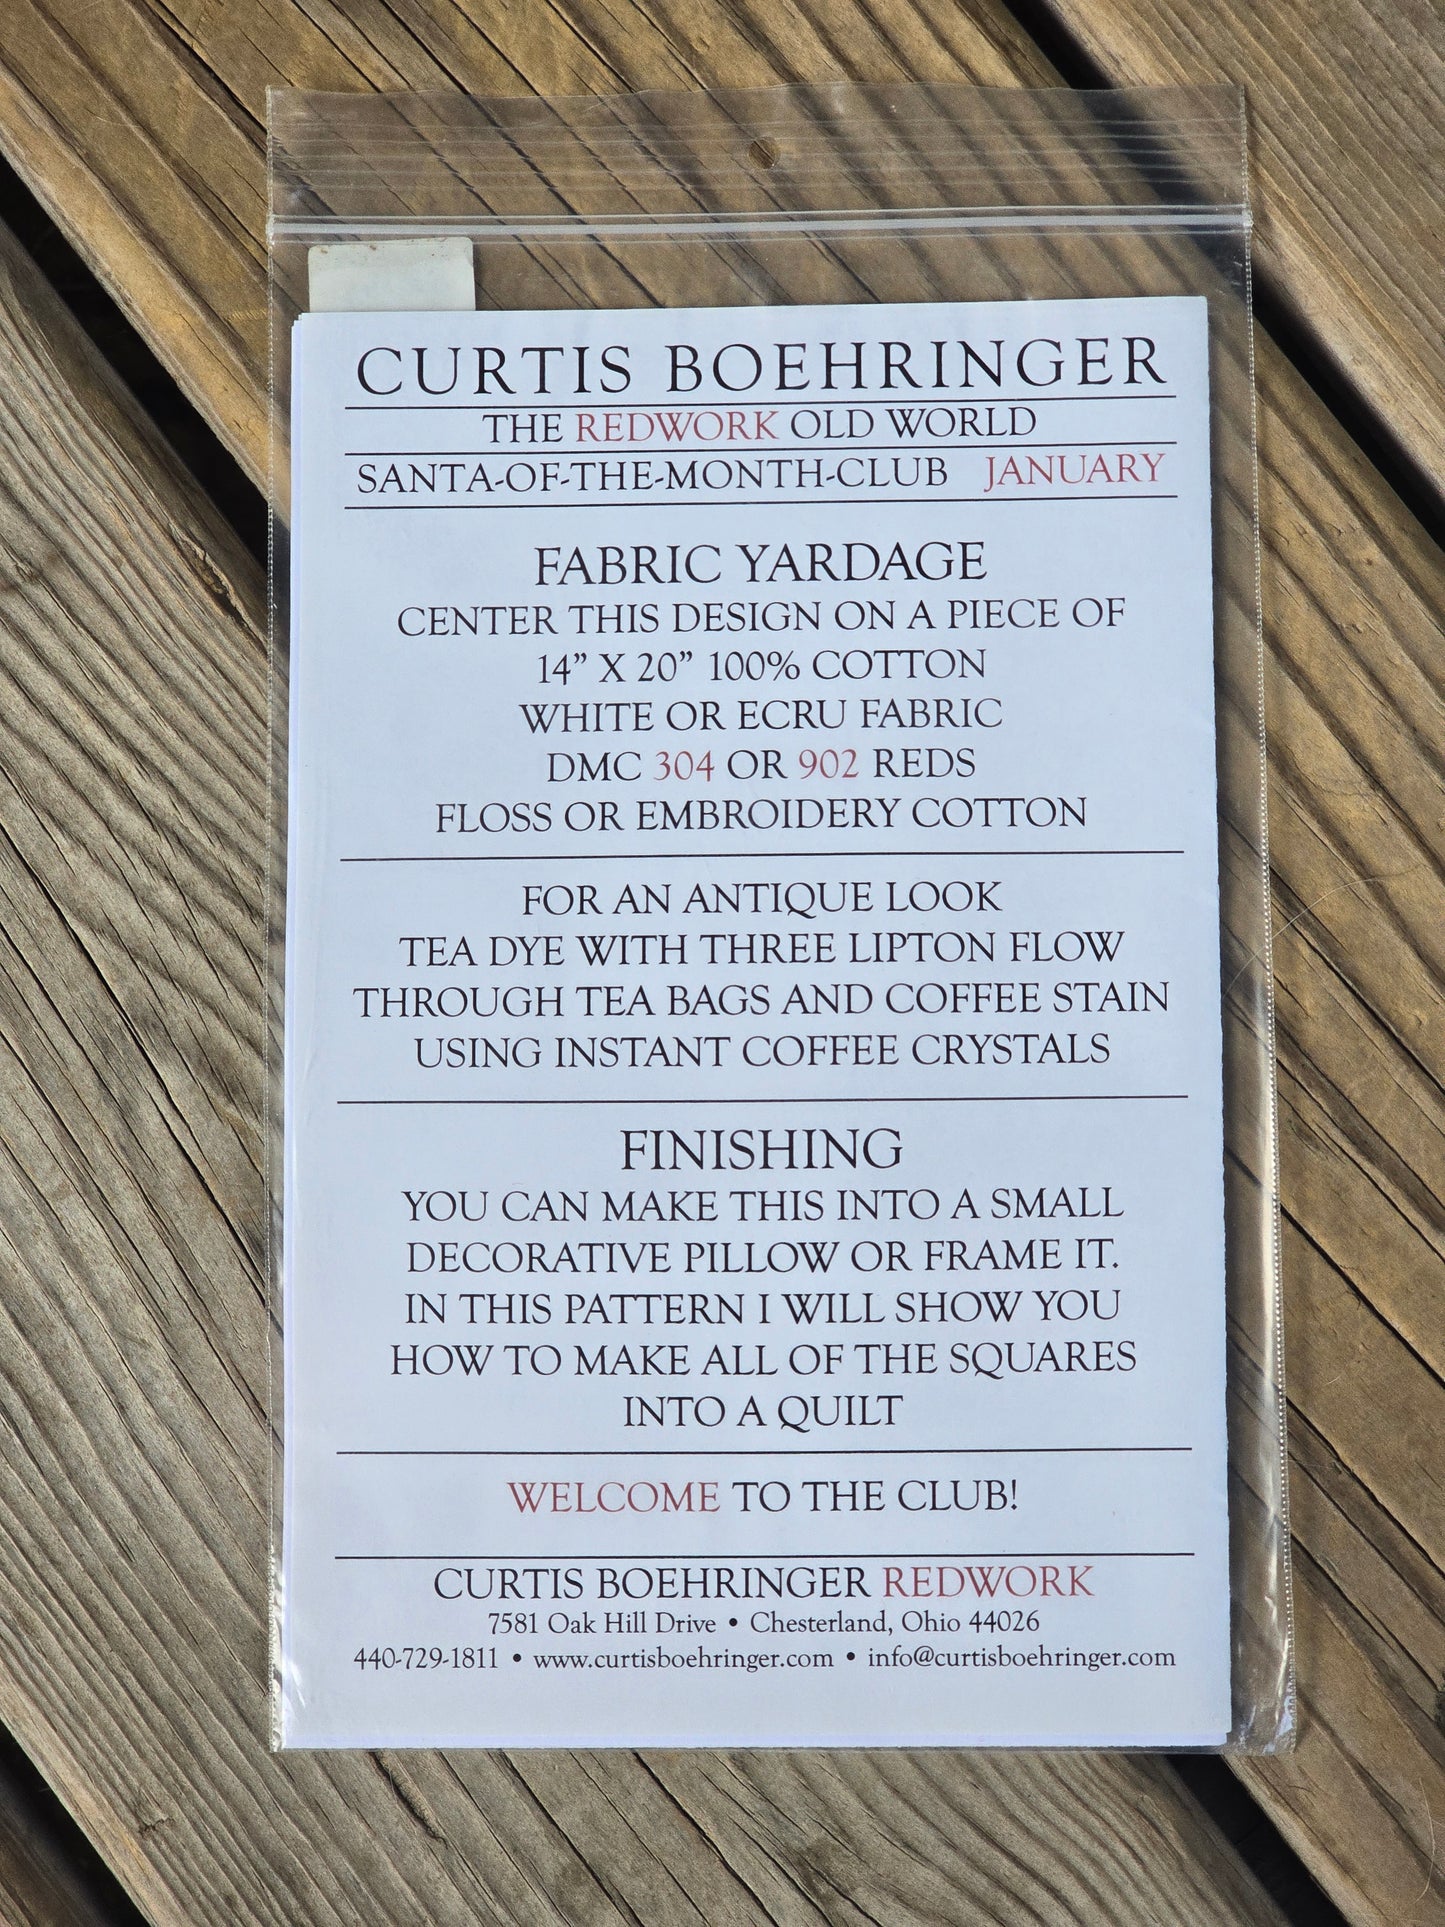 CURTIS BOEHRINGER
THE REDWORK OLD WORLD
SANTA-OF-THE-MONTH-CLUB JANUARY
FABRIC YARDAGE
CENTER THIS DESIGN ON A PIECE OF
14” X 20” 100% COTTON
WHITE OR ECRU FABRIC
DMC 304 OR 902 REDS
FLOSS OR EMBROIDERY COTTON
FOR AN ANTIQUE LOOK
TEA DYE WITH THREE LIPTON FLOW
THROUGH TEA BAGS AND COFFEE STAIN
USING INSTANT COFFEE CRYSTALS
FINISHING
YOU CAN MAKE THIS INTO A SMALL
DECORATIVE PILLOW OR FRAME IT.
IN THIS PATTERN I WILL SHOW YOU
HOW TO MAKE ALL OF THE SQUARES
INTO A QUILT
WELCOME TO THE CLUB!
CURTIS BOEHRINGER REDWORK
7581 Oak Hill Drive • Chesterland, Ohio 44026
440-729-1811 • www.curtisboehringer.com • info@curtisboehringer.com